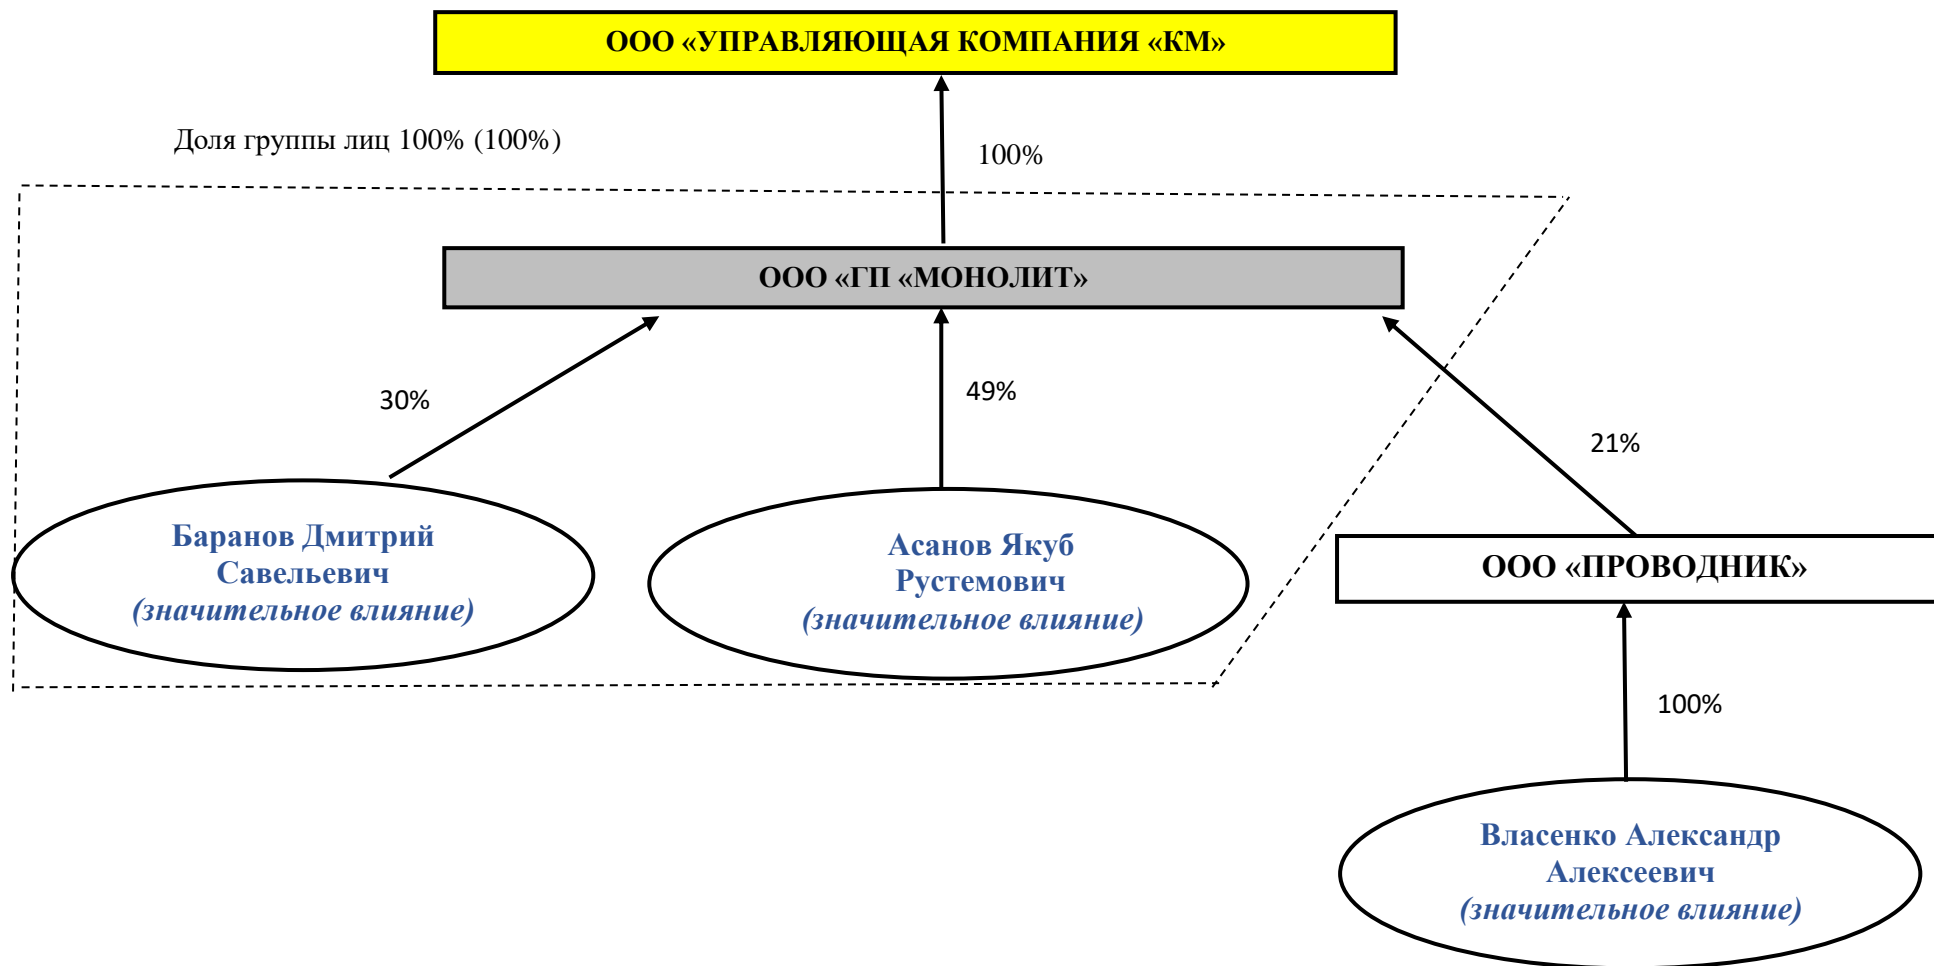 ООО «УПРАВЛЯЮЩАЯ КОМПАНИЯ «КМ»
Доля группы лиц 100% (100%)
100%
ООО «ГП «МОНОЛИТ»
30%
49%
21%
Баранов Дмитрий
Савельевич
(значительное влияние)
Асанов Якуб
Рустемович
(значительное влияние)
ООО «ПРОВОДНИК»
100%
Власенко Александр
Алексеевич
(значительное влияние)